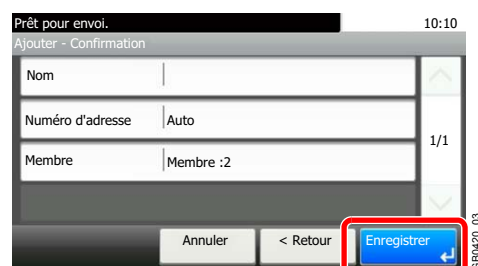 Prêt pour envoi. 10:10
Ajouter - Confirmation
Nom
Numéro d'adresse Auto
1/1
Membre Membre :2
Annuler < Retour Enregistrer
GB0420_03